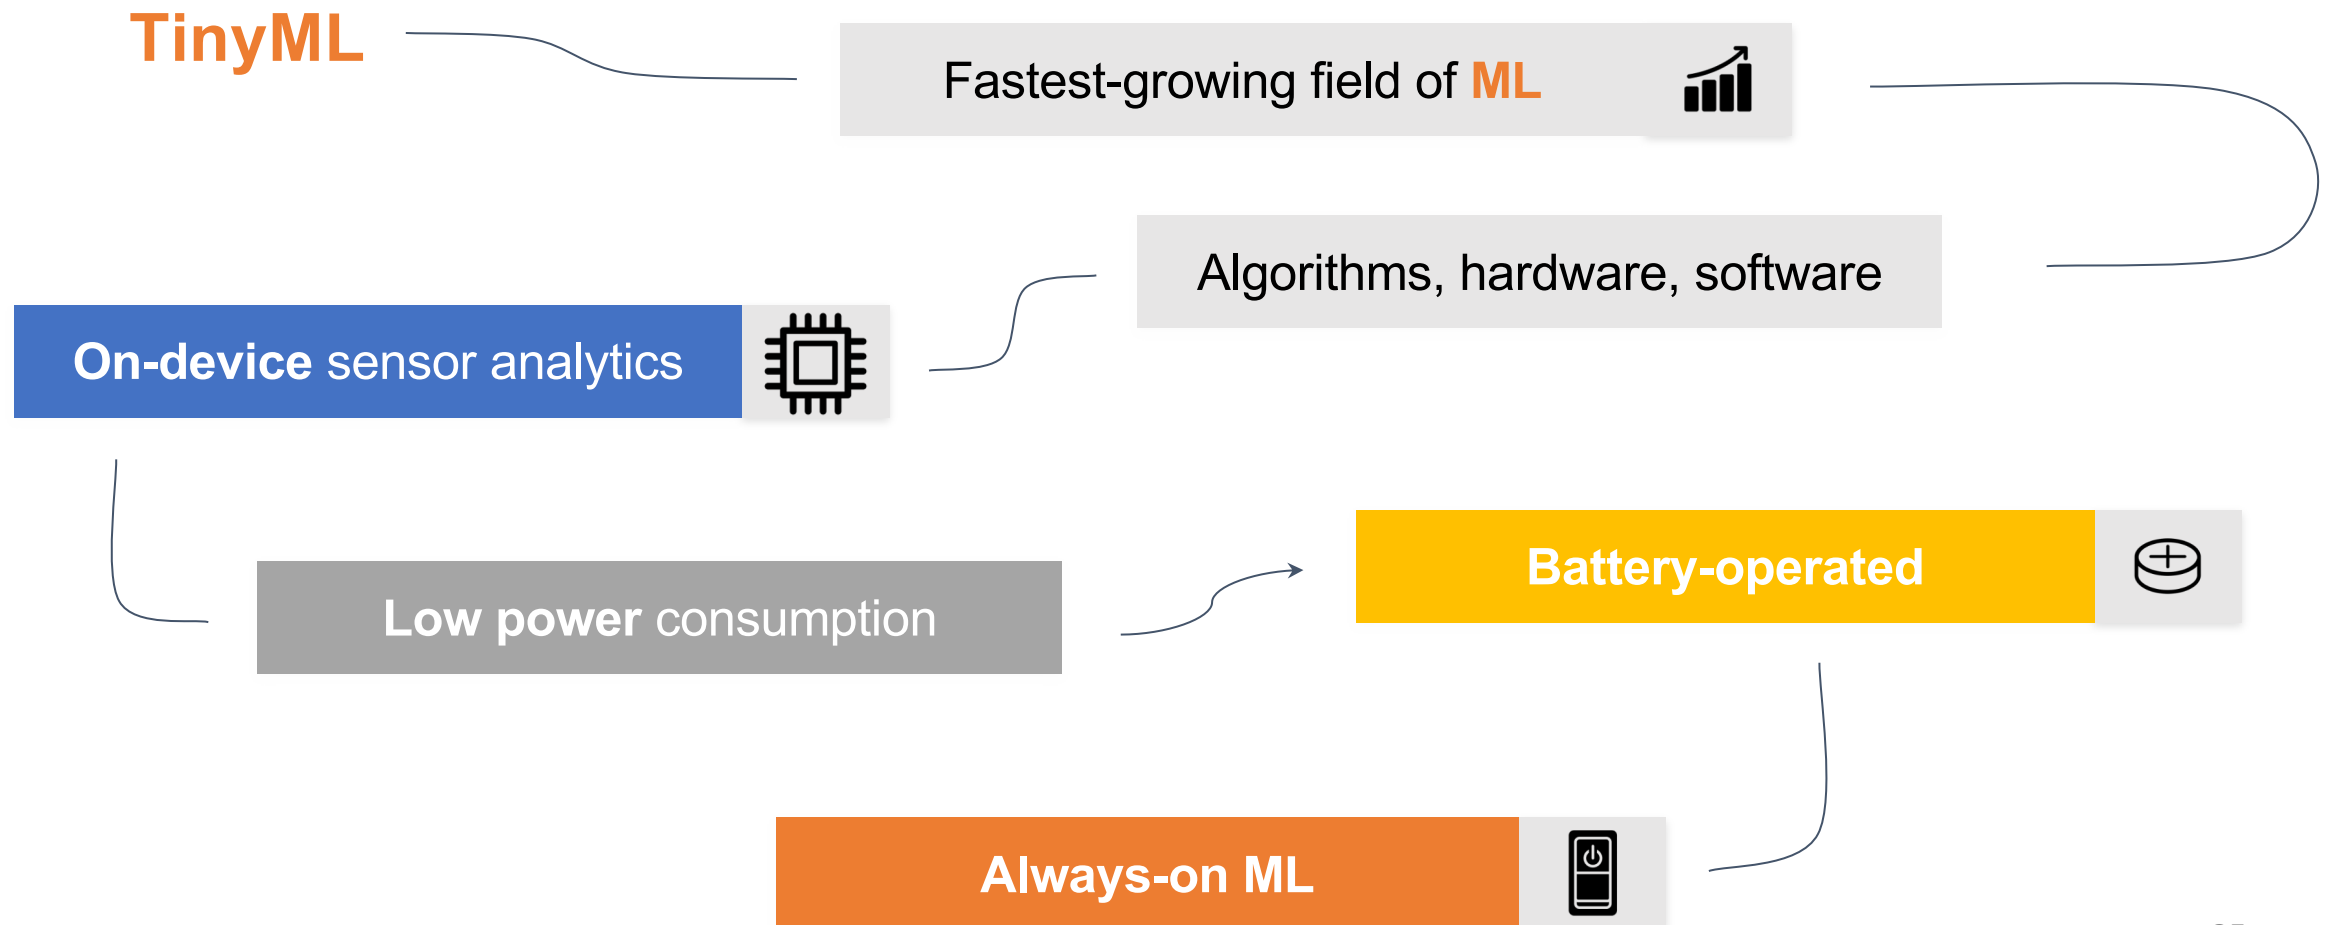 TinyML
Fastest-growing field of ML
Algorithms, hardware, software
On-device sensor analytics
Low power consumption
Battery-operated
Always-on ML